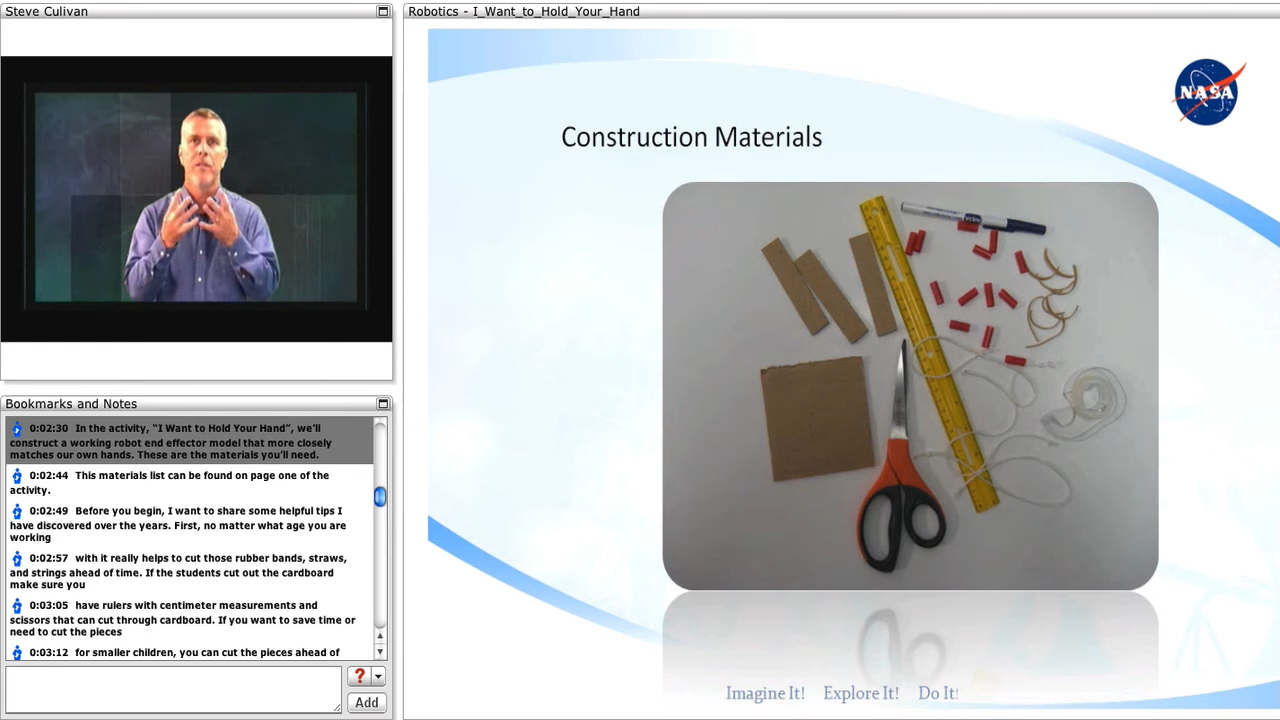 Steve Culivan
Robotics - I_Want_to_Hold_Your_Hand
NASA
Construction Materials
Imagine It! Explore It! Do It!
Bookmarks and Notes
0:02:30 In the activity, “I Want to Hold Your Hand”, we’ll
construct a working robot end effector model that more closely
matches our own hands. These are the materials you’ll need.
0:02:44 This materials list can be found on page one of the
activity.
0:02:49 Before you begin, I want to share some helpful tips I
have discovered over the years. First, no matter what age you are
working
0:02:57 with it really helps to cut those rubber bands, straws,
and strings ahead of time. If the students cut out the cardboard
make sure you
0:03:05 have rulers with centimeter measurements and
scissors that can cut through cardboard. If you want to save time or
need to cut the pieces
0:03:12 for smaller children, you can cut the pieces ahead of
?
Add